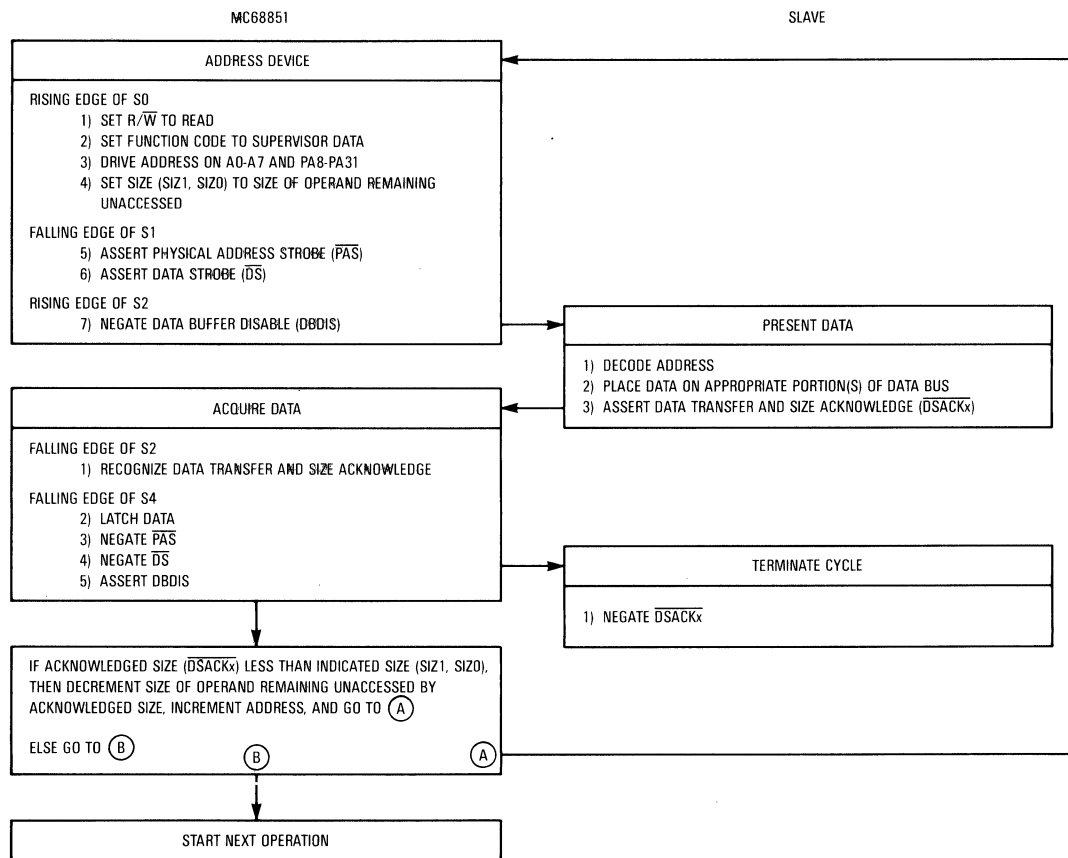 MC68851
SLAVE
ADDRESS DEVICE
RISING EDGE OF S0
1) SET R/W̅ TO READ
2) SET FUNCTION CODE TO SUPERVISOR DATA
3) DRIVE ADDRESS ON A0-A7 AND PA8-PA31
4) SET SIZE (SIZ1, SIZ0) TO SIZE OF OPERAND REMAINING
UNACCESSED
FALLING EDGE OF S1
5) ASSERT PHYSICAL ADDRESS STROBE (P̅A̅S̅)
6) ASSERT DATA STROBE (D̅S̅)
RISING EDGE OF S2
7) NEGATE DATA BUFFER DISABLE (DBDIS)
PRESENT DATA
1) DECODE ADDRESS
2) PLACE DATA ON APPROPRIATE PORTION(S) OF DATA BUS
3) ASSERT DATA TRANSFER AND SIZE ACKNOWLEDGE (D̅S̅A̅C̅K̅x̅)
ACQUIRE DATA
FALLING EDGE OF S2
1) RECOGNIZE DATA TRANSFER AND SIZE ACKNOWLEDGE
FALLING EDGE OF S4
2) LATCH DATA
3) NEGATE P̅A̅S̅
4) NEGATE D̅S̅
5) ASSERT DBDIS
TERMINATE CYCLE
1) NEGATE D̅S̅A̅C̅K̅x̅
IF ACKNOWLEDGED SIZE (D̅S̅A̅C̅K̅x̅) LESS THAN INDICATED SIZE (SIZ1, SIZ0),
THEN DECREMENT SIZE OF OPERAND REMAINING UNACCESSED BY
ACKNOWLEDGED SIZE, INCREMENT ADDRESS, AND GO TO A
ELSE GO TO B
B
A
START NEXT OPERATION